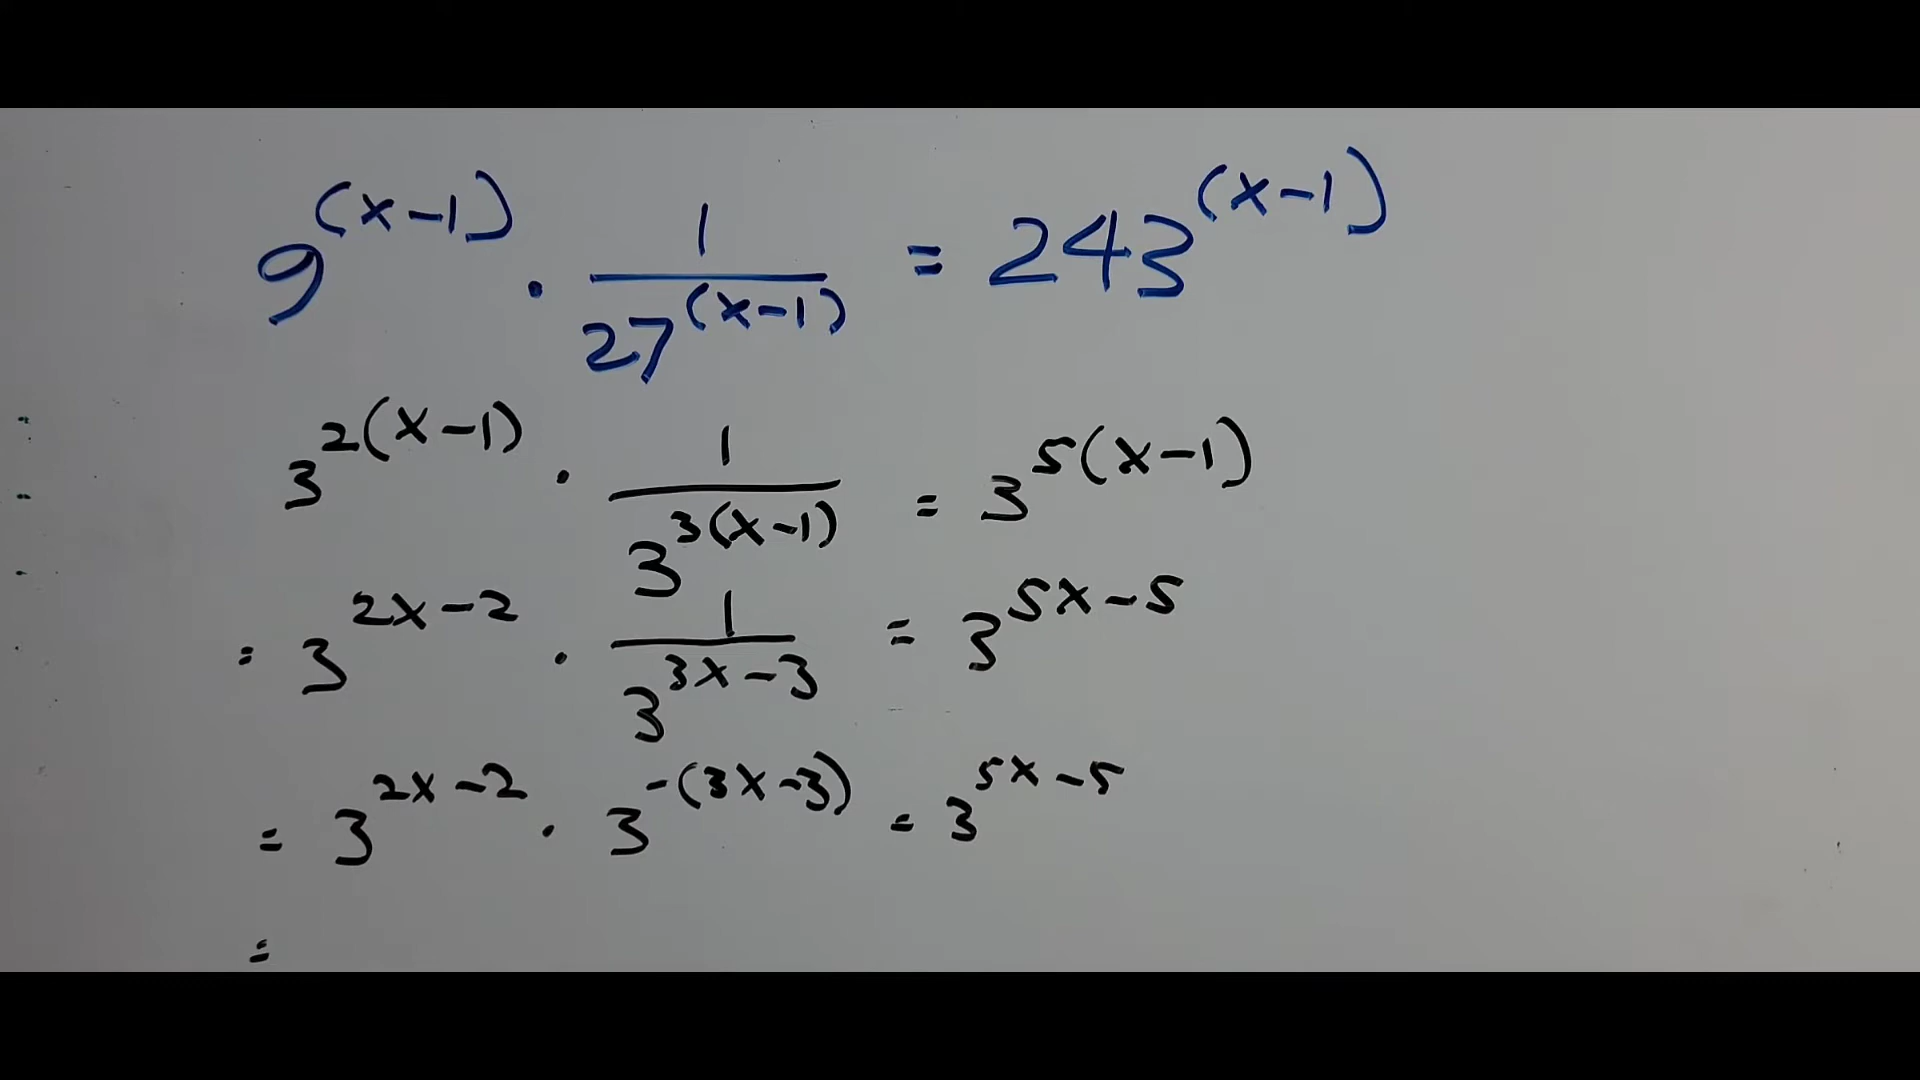 9^(x-1) · 1/27^(x-1) = 243^(x-1)
3^2(x-1) · 1/3^3(x-1) = 3^5(x-1)
= 3^2x-2 · 1/3^3x-3 = 3^5x-5
= 3^2x-2 · 3^-(3x-3) = 3^5x-5
=